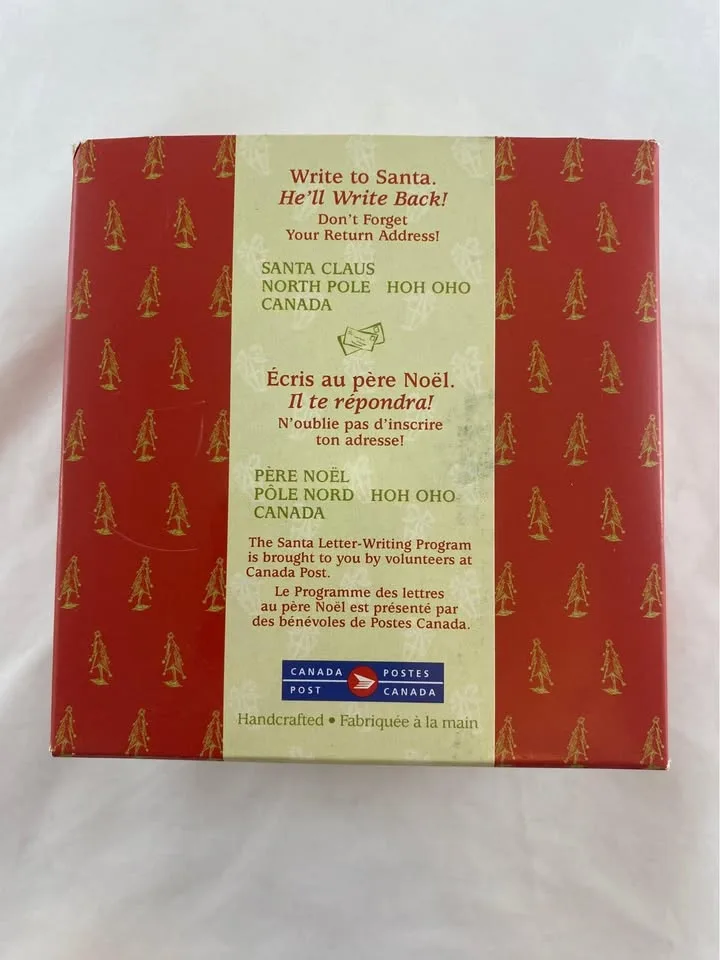 Write to Santa.
He'll Write Back!
Don't Forget
Your Return Address!
SANTA CLAUS
NORTH POLE HOH OHO
CANADA
Écris au père Noël.
Il te répondra!
N'oublie pas d'inscrire
ton adresse!
PÈRE NOËL
PÔLE NORD HOH OHO
CANADA
The Santa Letter-Writing Program
is brought to you by volunteers at
Canada Post.
Le Programme des lettres
au père Noël est présenté par
des bénévoles de Postes Canada.
CANADA POSTES
POST CANADA
Handcrafted • Fabriquée à la main